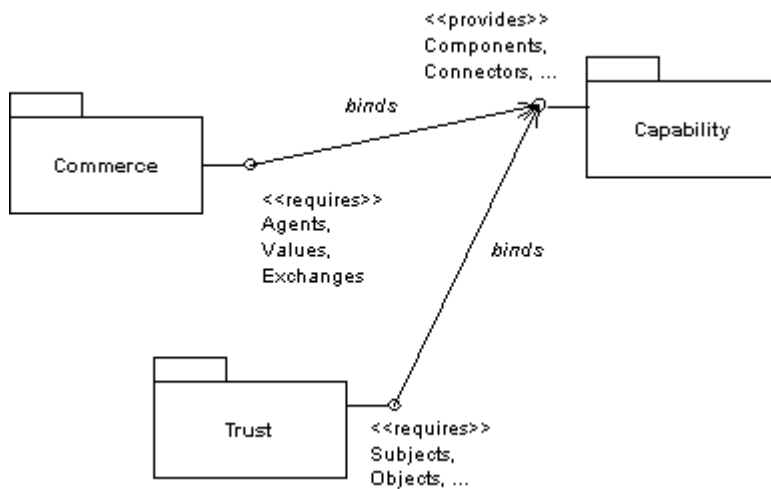 <<provides>>
Components,
Connectors, ...
binds
Capability
Commerce
<<requires>>
Agents,
Values,
Exchanges
binds
Trust
<<requires>>
Subjects,
Objects, ...